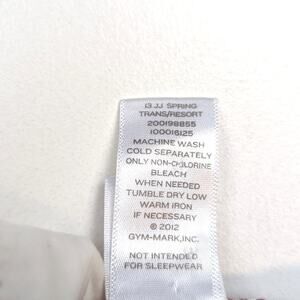 13 JJ SPRING
TRANS/RESORT
200198855
100016125
MACHINE WASH
COLD SEPARATELY
ONLY NON-CHLORINE
BLEACH
WHEN NEEDED
TUMBLE DRY LOW
WARM IRON
IF NECESSARY
© 2012
GYM-MARK,INC.
NOT INTENDED
FOR SLEEPWEAR